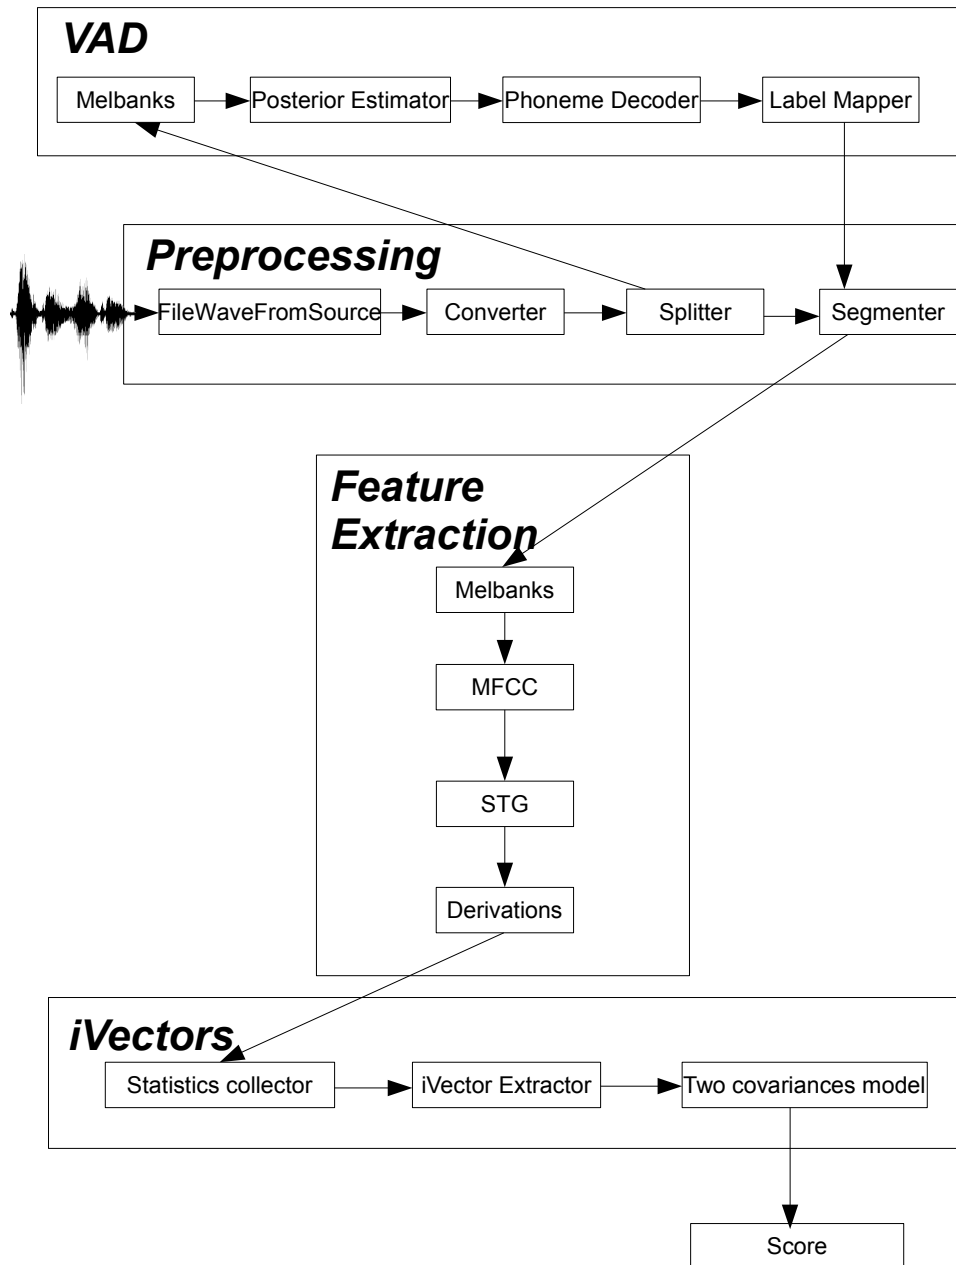 VAD
Melbanks
Posterior Estimator
Phoneme Decoder
Label Mapper
Preprocessing
FileWaveFromSource
Converter
Splitter
Segmenter
Feature
Extraction
Melbanks
MFCC
STG
Derivations
iVectors
Statistics collector
iVector Extractor
Two covariances model
Score